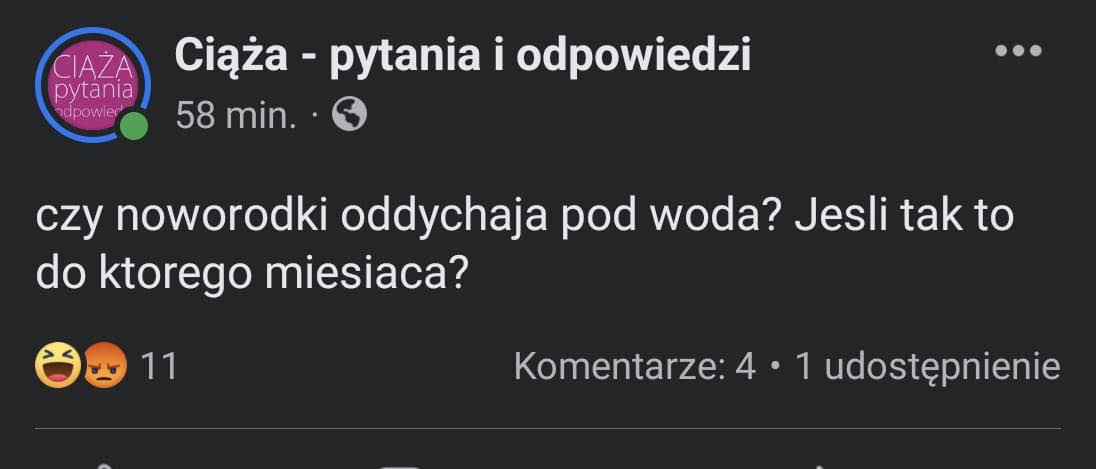 CIĄŻA
pytania
odpowied
Ciąża - pytania i odpowiedzi
58 min. ·
czy noworodki oddychaja pod woda? Jesli tak to
do ktorego miesiaca?
11
Komentarze: 4 • 1 udostępnienie